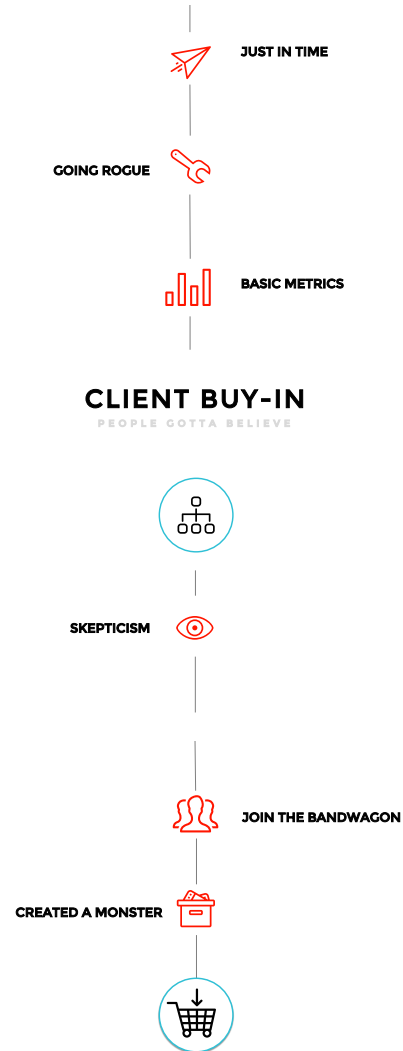 JUST IN TIME
GOING ROGUE
BASIC METRICS
CLIENT BUY-IN
PEOPLE GOTTA BELIEVE
SKEPTICISM
JOIN THE BANDWAGON
CREATED A MONSTER